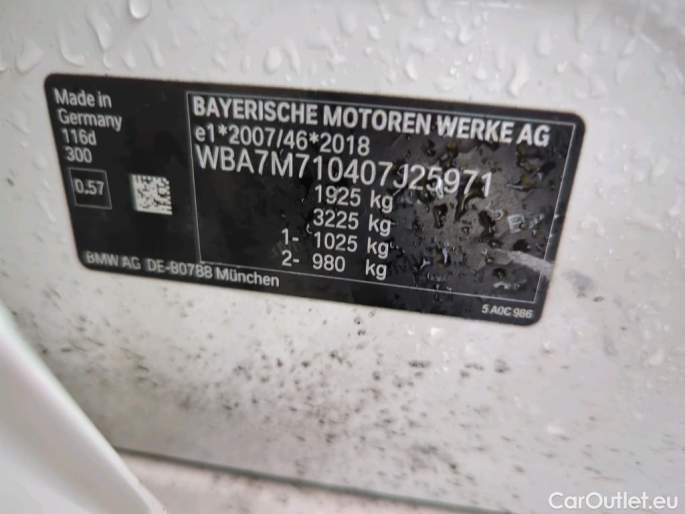 Made in
Germany
116d
300
0.57
BAYERISCHE MOTOREN WERKE AG
e1*2007/46*2018
WBA7M710407J25971
1925 kg
3225 kg
1- 1025 kg
2- 980 kg
BMW AG DE-80788 München
5 A0C 986
CarOutlet.eu